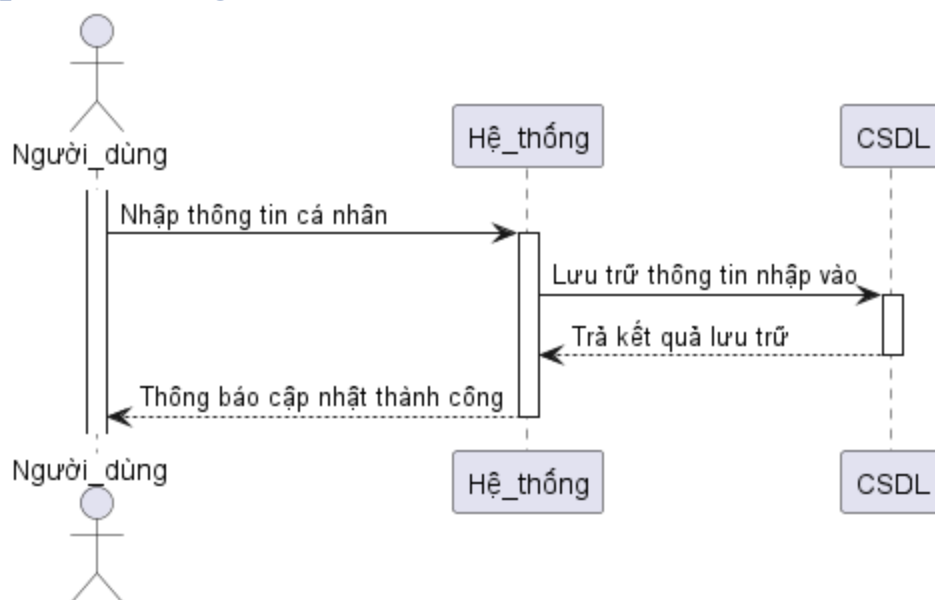 Người_dùng
Hệ_thống
CSDL
Nhập thông tin cá nhân
Lưu trữ thông tin nhập vào
Trả kết quả lưu trữ
Thông báo cập nhật thành công
Người_dùng
Hệ_thống
CSDL